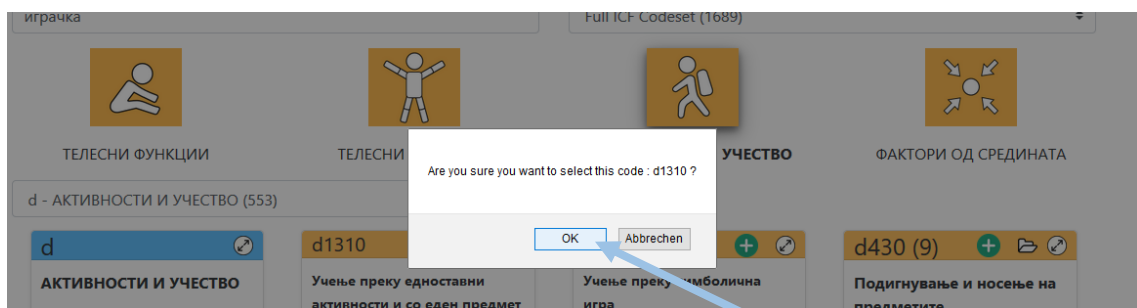 играчка
Full ICF Codeset (1689)
ТЕЛЕСНИ ФУНКЦИИ
ТЕЛЕСНИ
УЧЕСТВО
ФАКТОРИ ОД СРЕДИНАТА
Are you sure you want to select this code : d1310 ?
d - АКТИВНОСТИ И УЧЕСТВО (553)
OK
Abbrechen
d
d1310
d430 (9)
АКТИВНОСТИ И УЧЕСТВО
Учење преку едноставни
активности и со еден предмет
Учење преку
игра
Подигнување и носење на
предметите